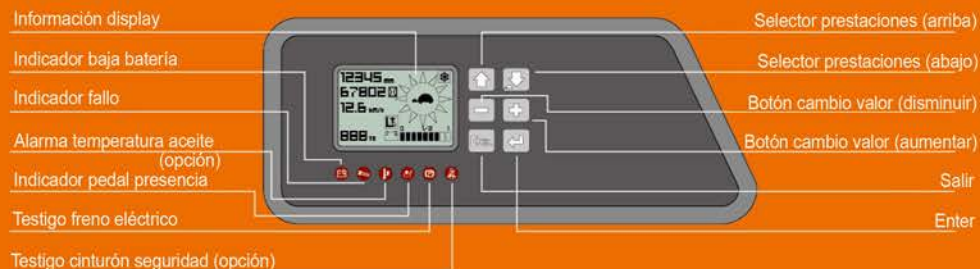 Información display
Indicador baja batería
Indicador fallo
Alarma temperatura aceite
(opción)
Indicador pedal presencia
Testigo freno eléctrico
Testigo cinturón seguridad (opción)
12345
67802
12.6 km/h
888
Selector prestaciones (arriba)
Selector prestaciones (abajo)
Botón cambio valor (disminuir)
Botón cambio valor (aumentar)
Salir
Enter